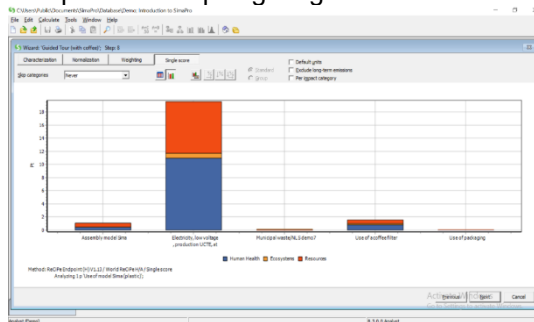 C:\Users\Public\Documents\SimaPro\Database\Demo: Introduction to SimaPro
File Edit Calculate Tools Window Help
Wizard: 'Guided Tour (with coffee)'; Step: 8
Characterization Normalization Weighting Single score
Skip categories Never
Standard
Group
Default units
Exclude long-term emissions
Per impact category
Pt
18
16
14
12
10
8
6
4
2
0
Assembly model Sima
Electricity, low voltage
, production UCTE, at
Municipal waste/NL S demo7
Use of a coffee filter
Use of packaging
Human Health Ecosystems Resources
Method: ReCiPe Endpoint (H) V1.13 / World ReCiPe H/A / Single score
Analyzing 1 p 'Use of model Sima (plastic)';
Previous Next Cancel